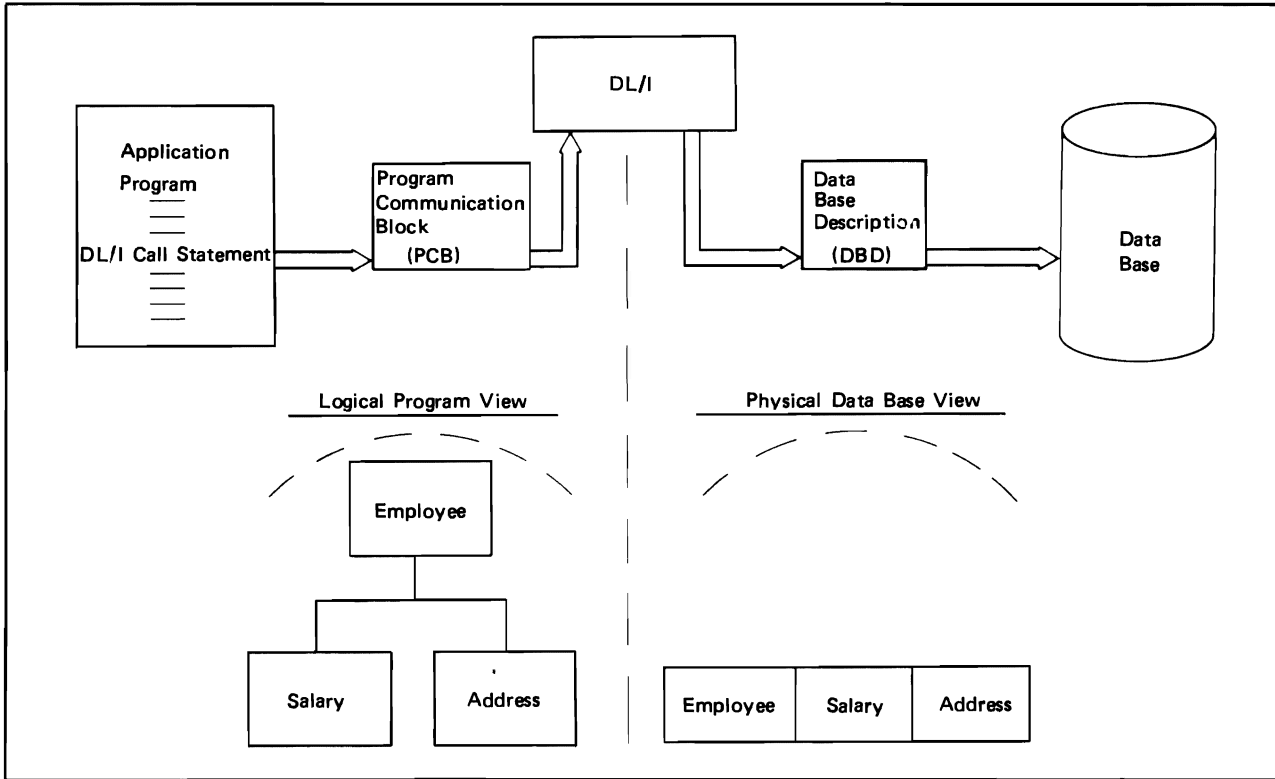 DL/I
Application
Program
DL/I Call Statement
Program
Communication
Block
(PCB)
Data
Base
Description
(DBD)
Data
Base
Logical Program View
Physical Data Base View
Employee
Salary
Address
Employee
Salary
Address